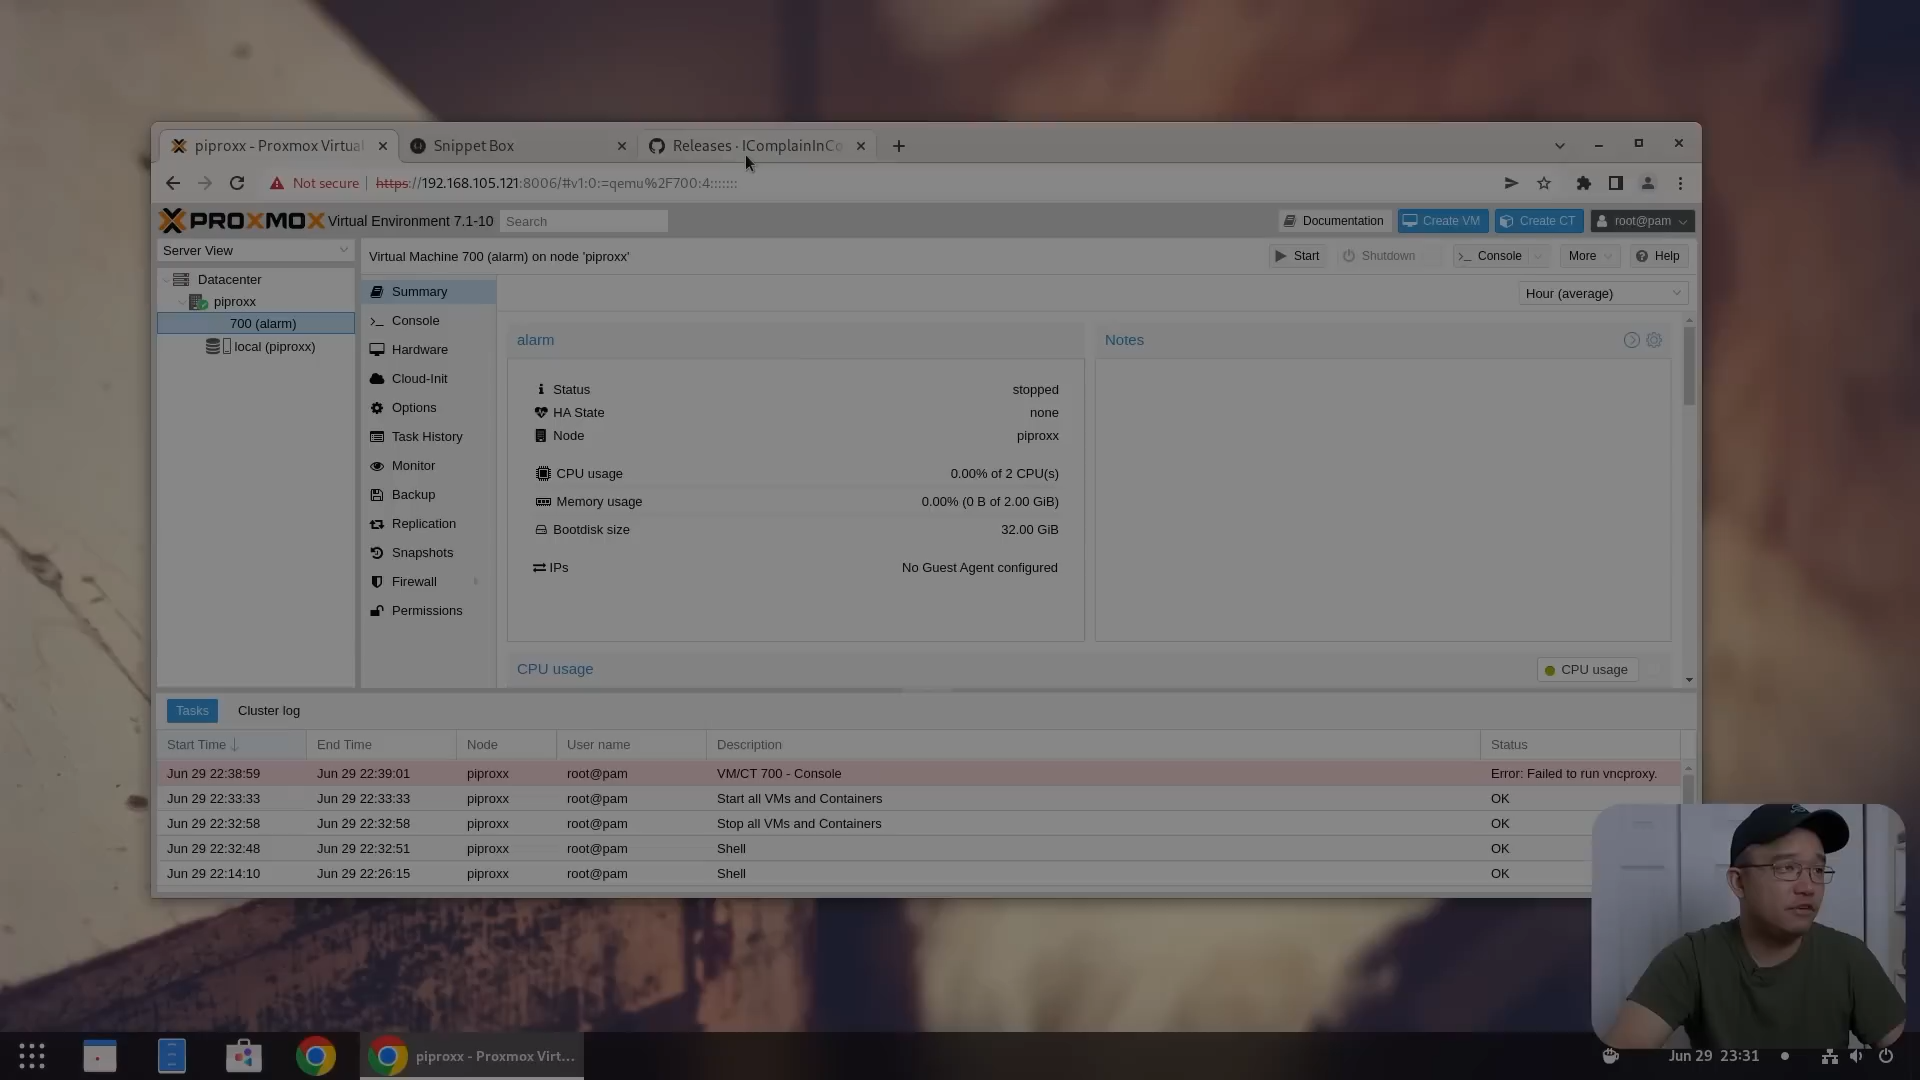 piproxx - Proxmox Virtual
Snippet Box
Releases · IComplainInCo
Not secure
https://192.168.105.121:8006/#v1:0:=qemu%2F700:4:::::::
PROXMOX
Virtual Environment 7.1-10
Search
Documentation
Create VM
Create CT
root@pam
Server View
Virtual Machine 700 (alarm) on node 'piproxx'
Start
Shutdown
Console
More
Help
Datacenter
piproxx
700 (alarm)
local (piproxx)
Summary
Console
Hardware
Cloud-Init
Options
Task History
Monitor
Backup
Replication
Snapshots
Firewall
Permissions
Hour (average)
alarm
Status stopped
HA State none
Node piproxx
CPU usage 0.00% of 2 CPU(s)
Memory usage 0.00% (0 B of 2.00 GiB)
Bootdisk size 32.00 GiB
IPs No Guest Agent configured
Notes
CPU usage
CPU usage
Tasks
Cluster log
Start Time End Time Node User name Description Status
Jun 29 22:38:59 Jun 29 22:39:01 piproxx root@pam VM/CT 700 - Console Error: Failed to run vncproxy.
Jun 29 22:33:33 Jun 29 22:33:33 piproxx root@pam Start all VMs and Containers OK
Jun 29 22:32:58 Jun 29 22:32:58 piproxx root@pam Stop all VMs and Containers OK
Jun 29 22:32:48 Jun 29 22:32:51 piproxx root@pam Shell OK
Jun 29 22:14:10 Jun 29 22:26:15 piproxx root@pam Shell OK
piproxx - Proxmox Virt...
Jun 29 23:31